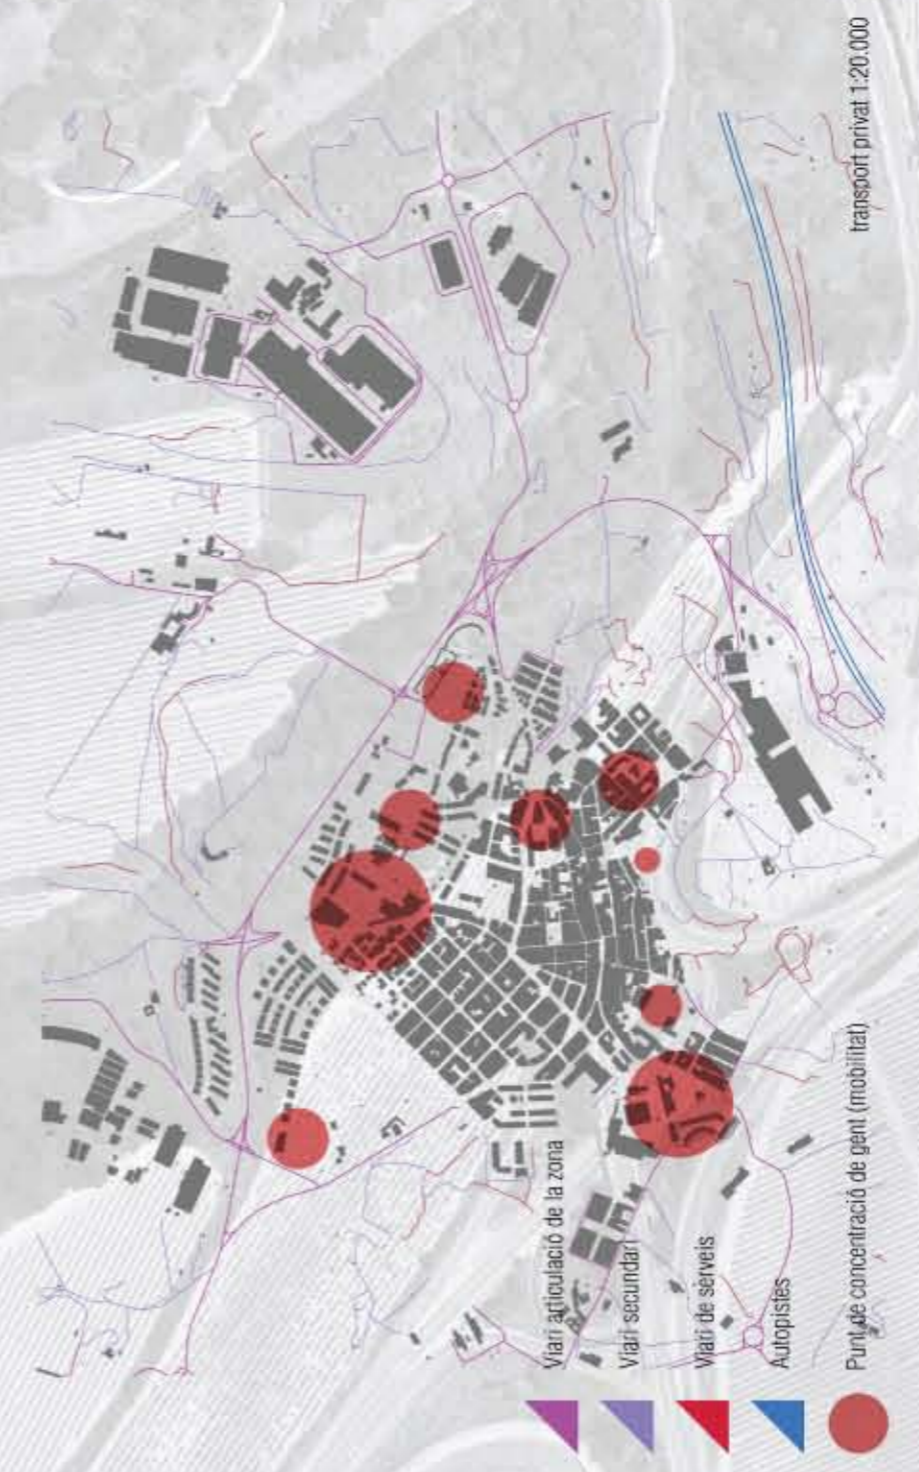 transport privat 1:20.000
Viari articulació de la zona
Viari secundari
Viari de serveis
Autopistes
Punt de concentració de gent (mobilitat)